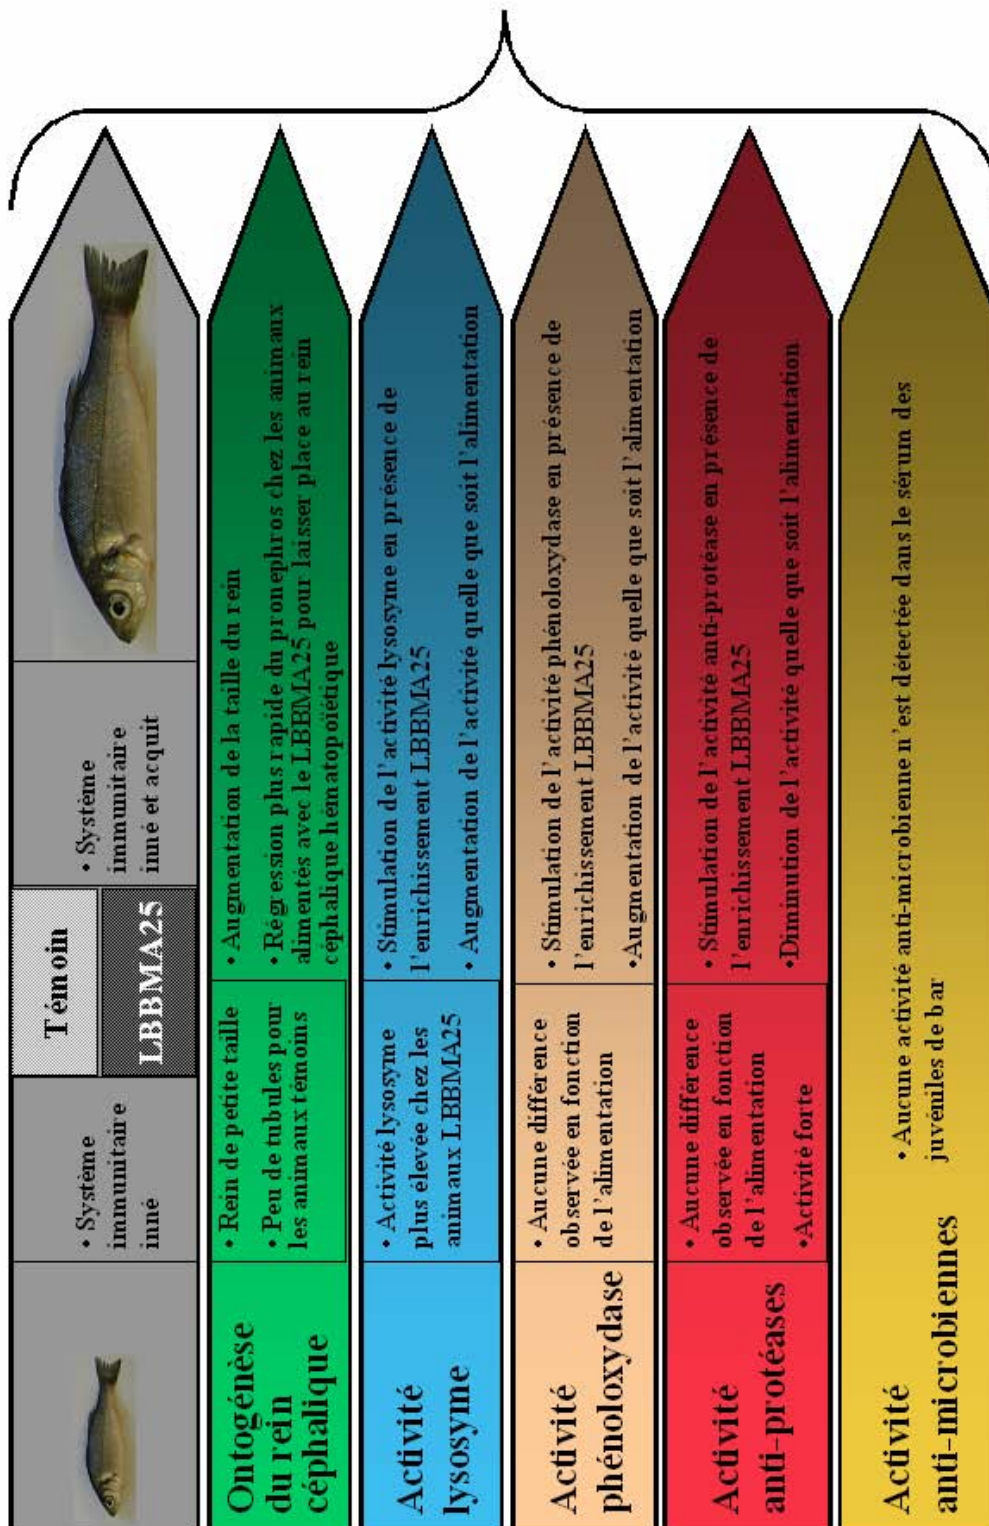 • Système
immunitaire
inné
Témoin
LBBMA25
• Système
immunitaire
inné et acquit
Ontogénèse
du rein
céphalique
• Rein de petite taille
• Peu de tubules pour
les animaux témoins
• Augmentation de la taille du rein
• Régression plus rapide du pronephros chez les animaux
alimentés avec le LBBMA25 pour laisser place au rein
céphalique hématopoïétique
Activité
lysosyme
• Activité lysosyme
plus élevée chez les
animaux LBBMA25
• Stimulation de l'activité lysosyme en présence de
l'enrichissement LBBMA25
• Augmentation de l'activité quelle que soit l'alimentation
Activité
phénoloxydase
• Aucune différence
observée en fonction
de l'alimentation
• Stimulation de l'activité phénoloxydase en présence de
l'enrichissement LBBMA25
•Augmentation de l'activité quelle que soit l'alimentation
Activité
anti-protéases
• Aucune différence
observée en fonction
de l'alimentation
•Activité forte
• Stimulation de l'activité anti-protéase en présence de
l'enrichissement LBBMA25
•Diminution de l'activité quelle que soit l'alimentation
Activité
anti-microbiennes
• Aucune activité anti-microbienne n'est détectée dans le sérum des
juvéniles de bar